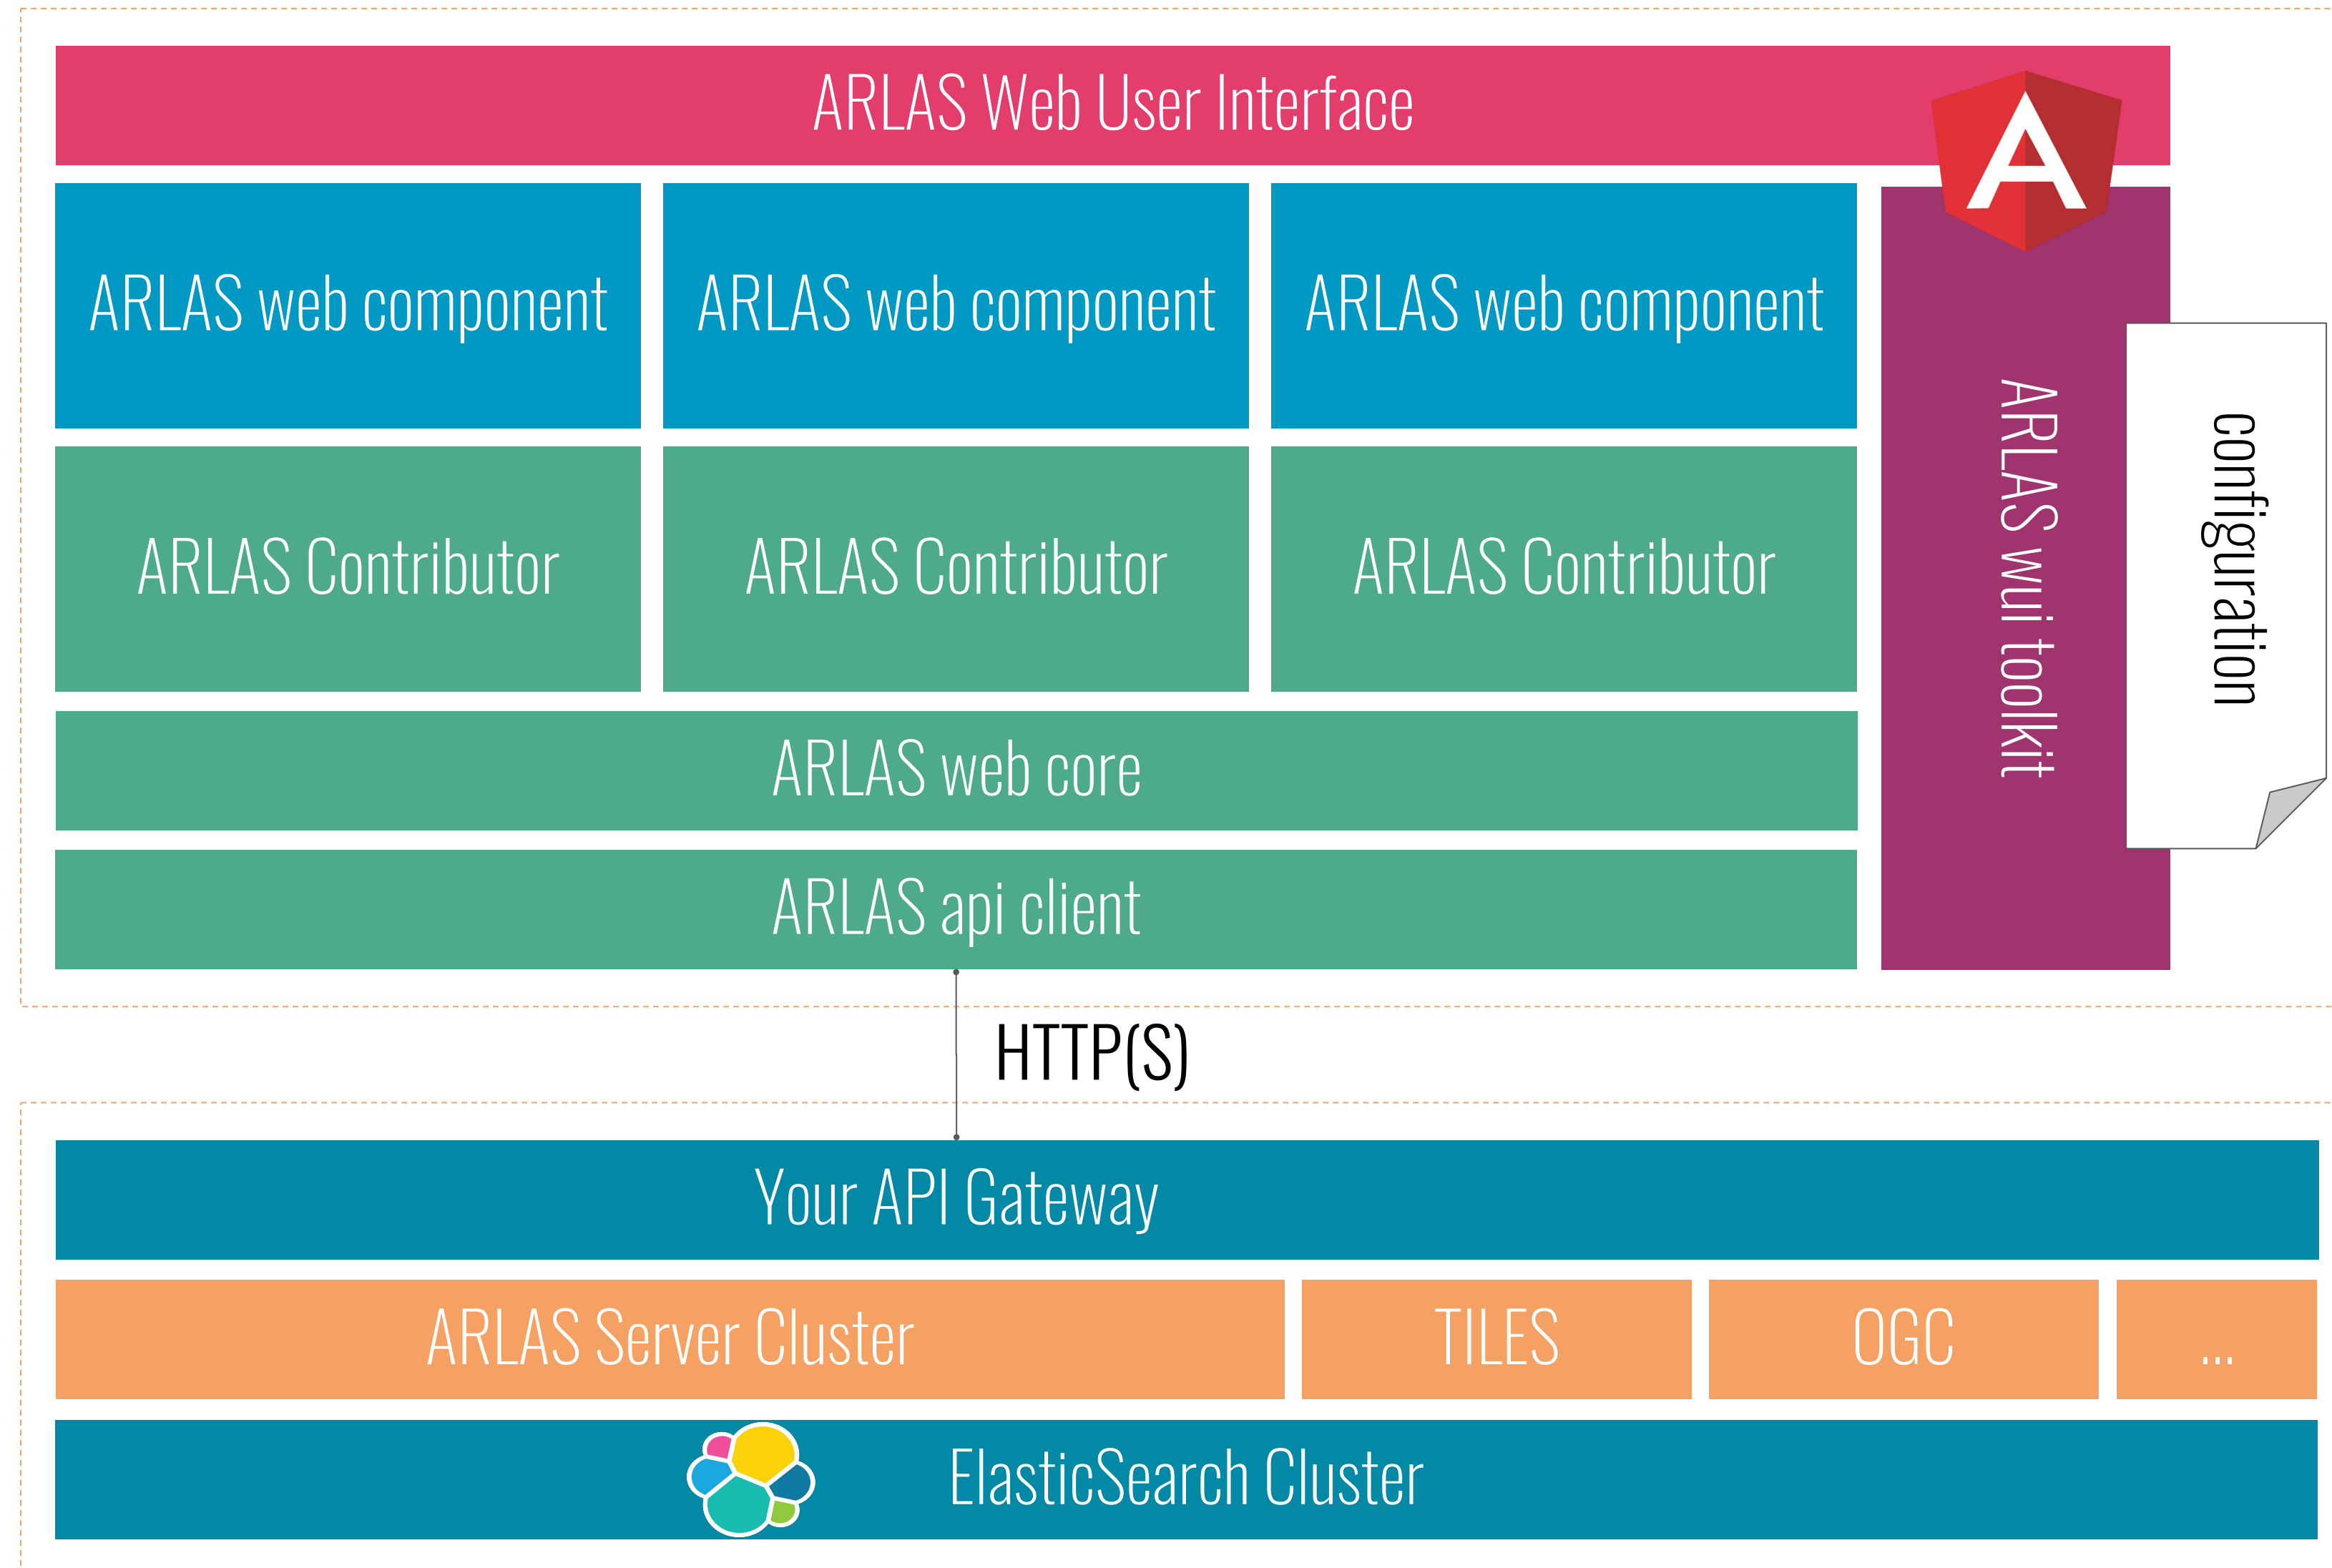 ARLAS Web User Interface
ARLAS web component
ARLAS web component
ARLAS web component
ARLAS Contributor
ARLAS Contributor
ARLAS Contributor
ARLAS web core
ARLAS api client
ARLAS wui toolkit
configuration
HTTP(S)
Your API Gateway
ARLAS Server Cluster
TILES
OGC
...
ElasticSearch Cluster